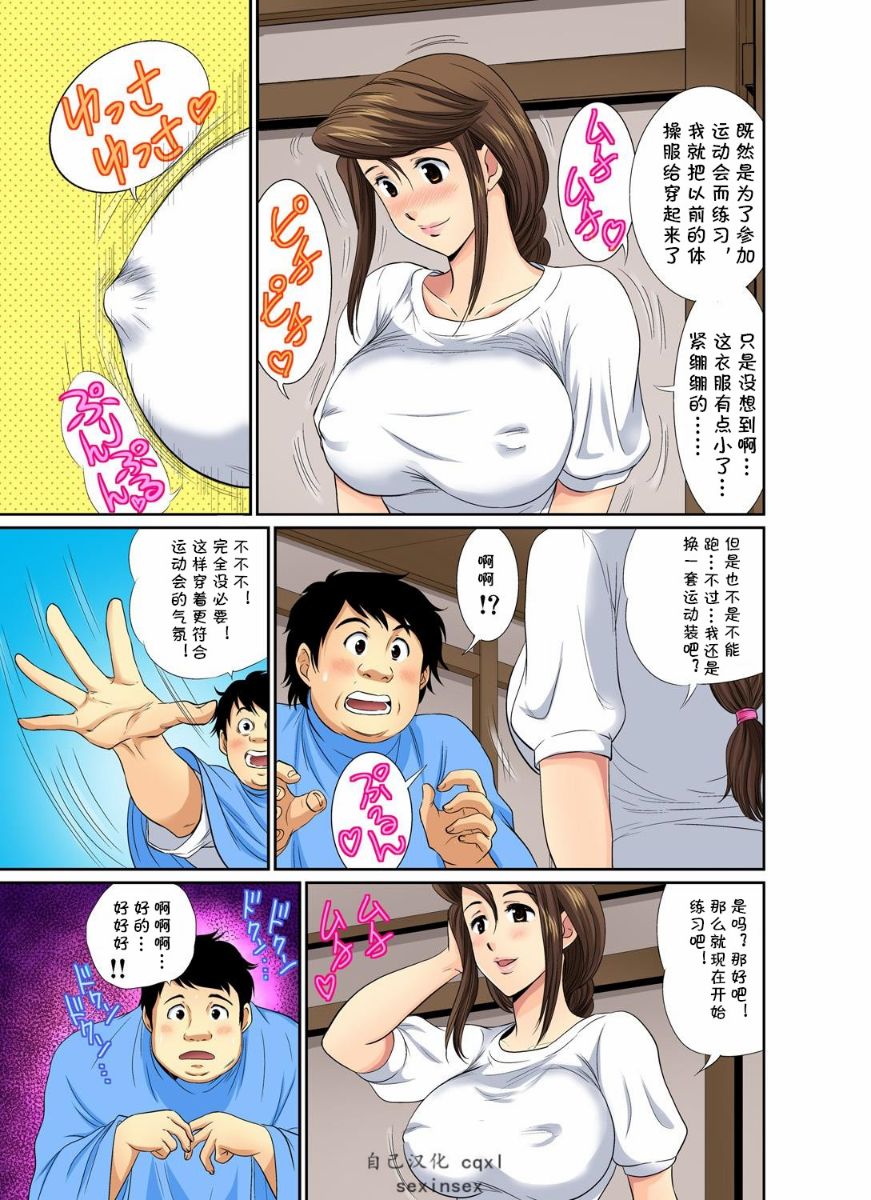 既然是为了参加
运动会而练习，
我就把以前的体
操服给穿起来了
只是没想到啊…
这衣服有点小了…
紧绷绷的……
ムチ
ムチ♡
ピチ
ピチ♡
ゆっさ♡
ゆっさ
ぷるん
ぷりん♡
但是也不是不能
跑…不过…我还是
换一套运动装吧？
啊啊
！？
ぷるん♡
不不不！
完全没必要！
这样穿着更符合
运动会的气氛！
是吗？那好吧！
那么就现在开始
练习吧！
ムチ
ムチ♡
啊啊…
好的…
好好好
！！
ドクン…
ドクン…
ドクン…
ドクン…
自己汉化 cqxl
sexinsex